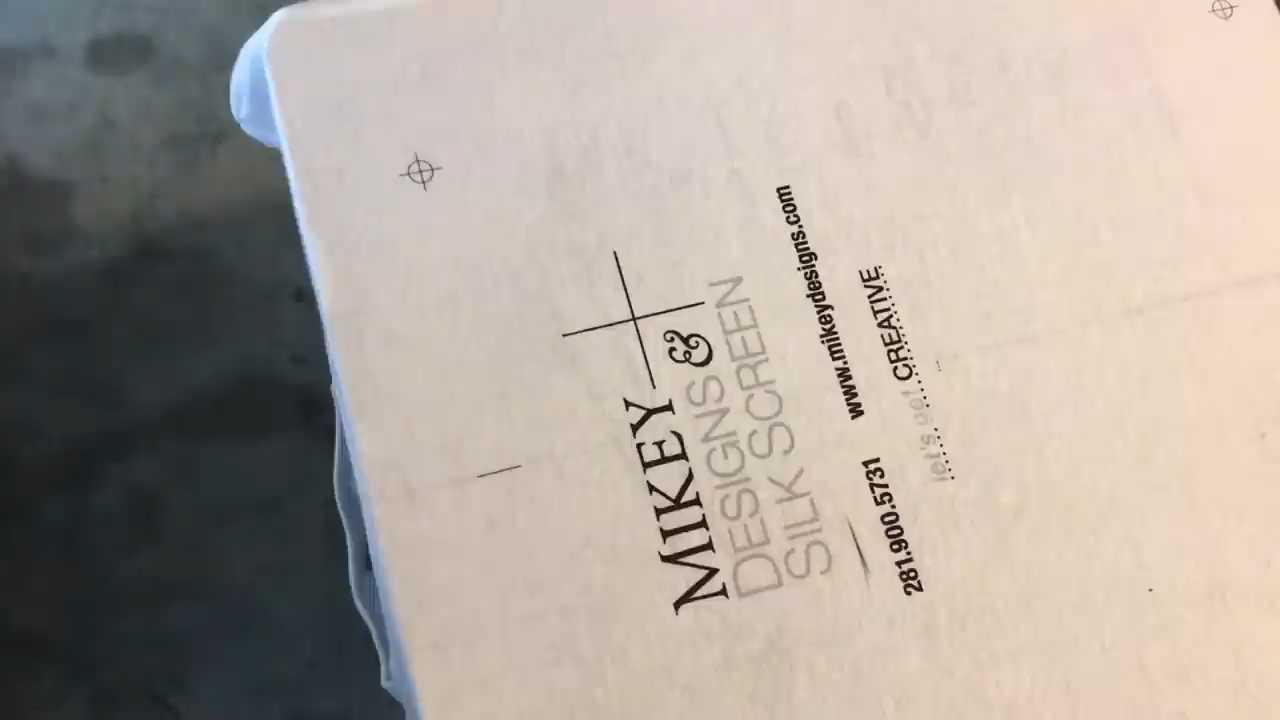 MIKEY
DESIGNS &
SILK SCREEN
281.900.5731 www.mikeydesigns.com
let's get CREATIVE